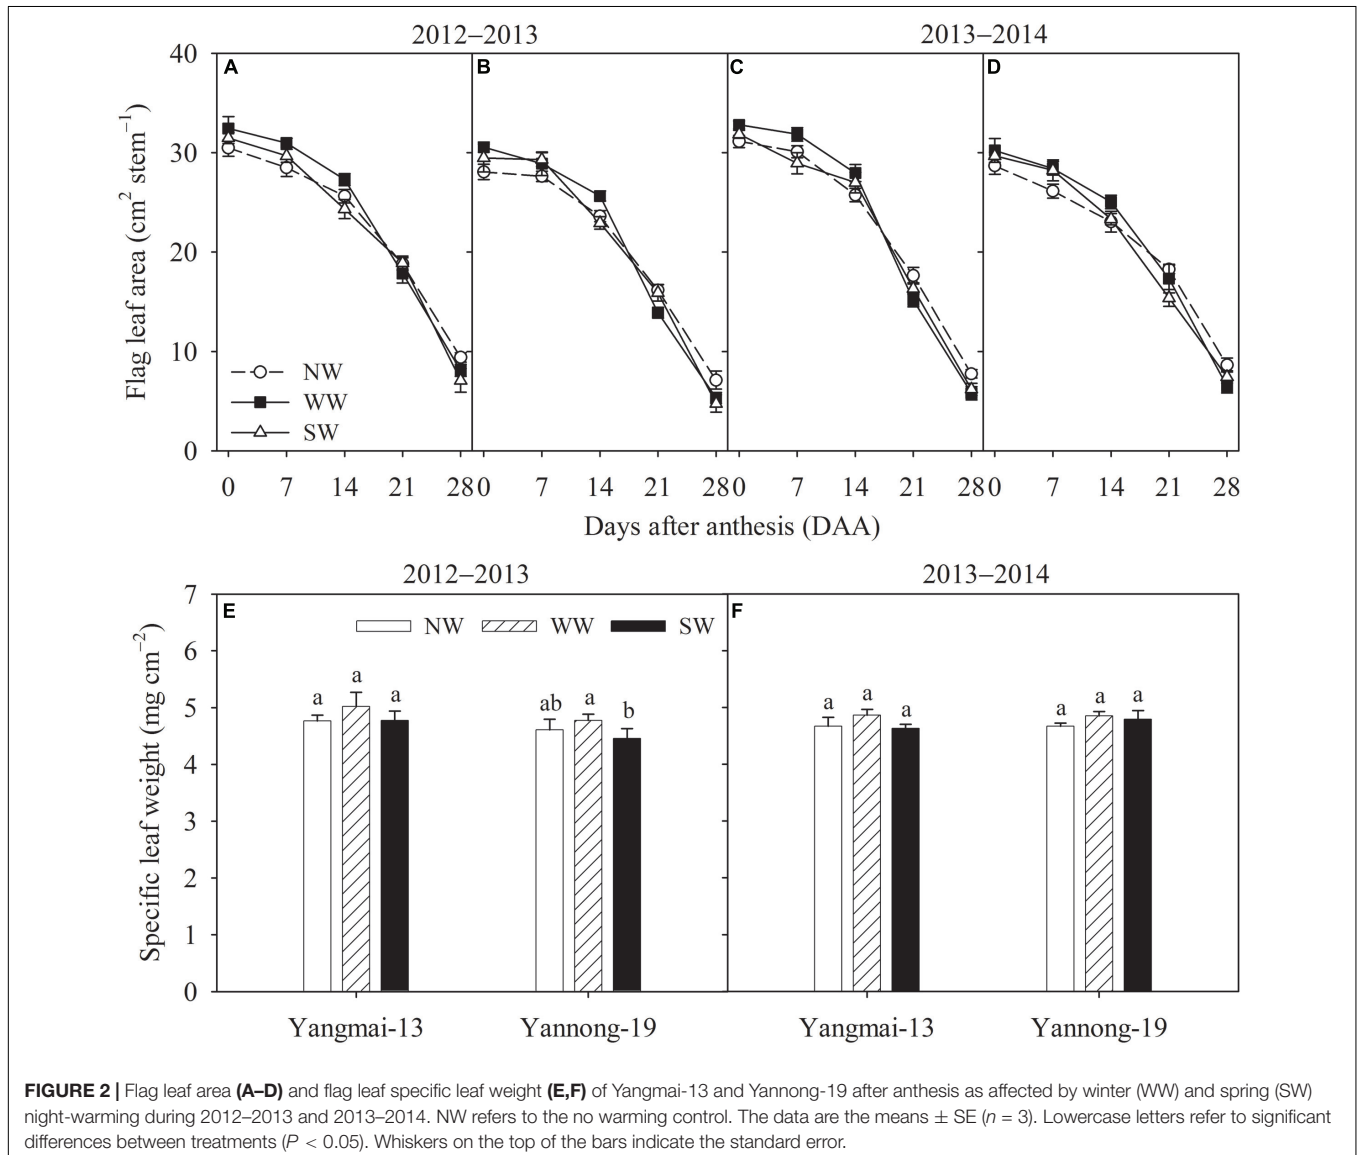 2012–2013 2013–2014
A B C D
40
30
20
10
0
Flag leaf area (cm² stem⁻¹)
NW
WW
SW
0 7 14 21 28 0 7 14 21 28 0 7 14 21 28 0 7 14 21 28
Days after anthesis (DAA)
2012–2013 2013–2014
E F
7
6
5
4
3
2
1
0
Specific leaf weight (mg cm⁻²)
NW WW SW
a a a ab a b a a a a a a
Yangmai-13 Yannong-19 Yangmai-13 Yannong-19
FIGURE 2 | Flag leaf area (A–D) and flag leaf specific leaf weight (E,F) of Yangmai-13 and Yannong-19 after anthesis as affected by winter (WW) and spring (SW)
night-warming during 2012–2013 and 2013–2014. NW refers to the no warming control. The data are the means ± SE (n = 3). Lowercase letters refer to significant
differences between treatments (P < 0.05). Whiskers on the top of the bars indicate the standard error.